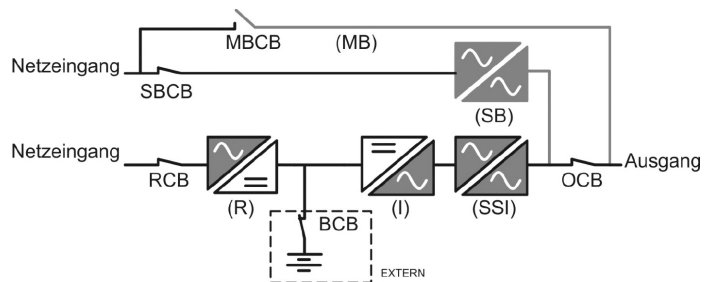 MBCB
(MB)
Netzeingang
SBCB
(SB)
Netzeingang
RCB
(R)
(I)
(SSI)
OCB
Ausgang
BCB
EXTERN